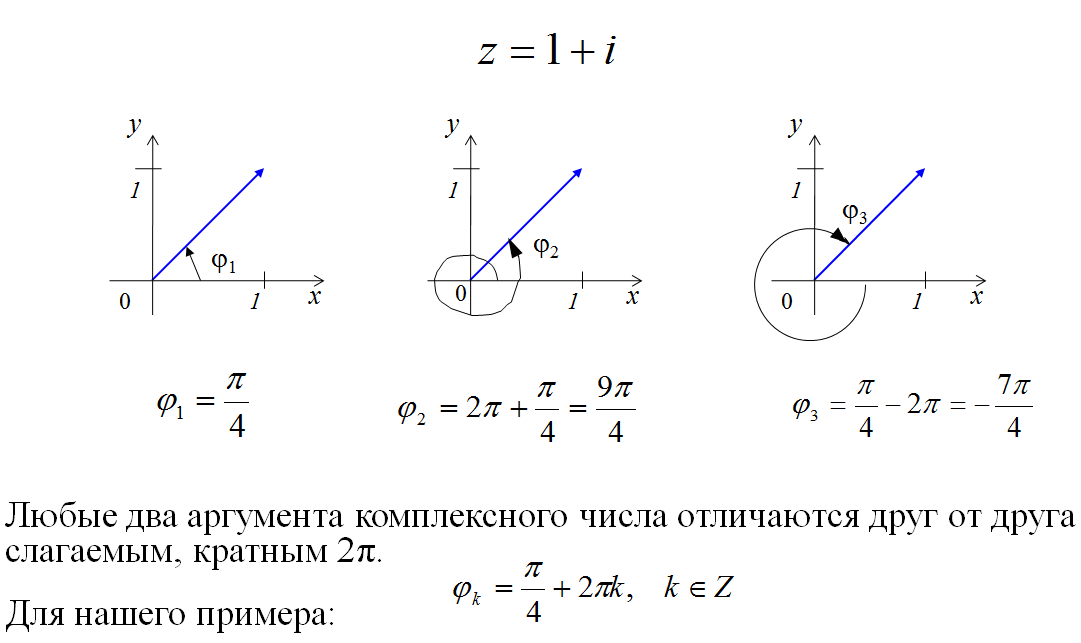 z = 1 + i
y y y
1 1 1
φ1 φ2 φ3
0 1 x 0 1 x 0 1 x
φ₁ = π/4 φ₂ = 2π + π/4 = 9π/4 φ₃ = π/4 − 2π = −7π/4
Любые два аргумента комплексного числа отличаются друг от друга
слагаемым, кратным 2π.
φₖ = π/4 + 2πk, k ∈ Z
Для нашего примера: